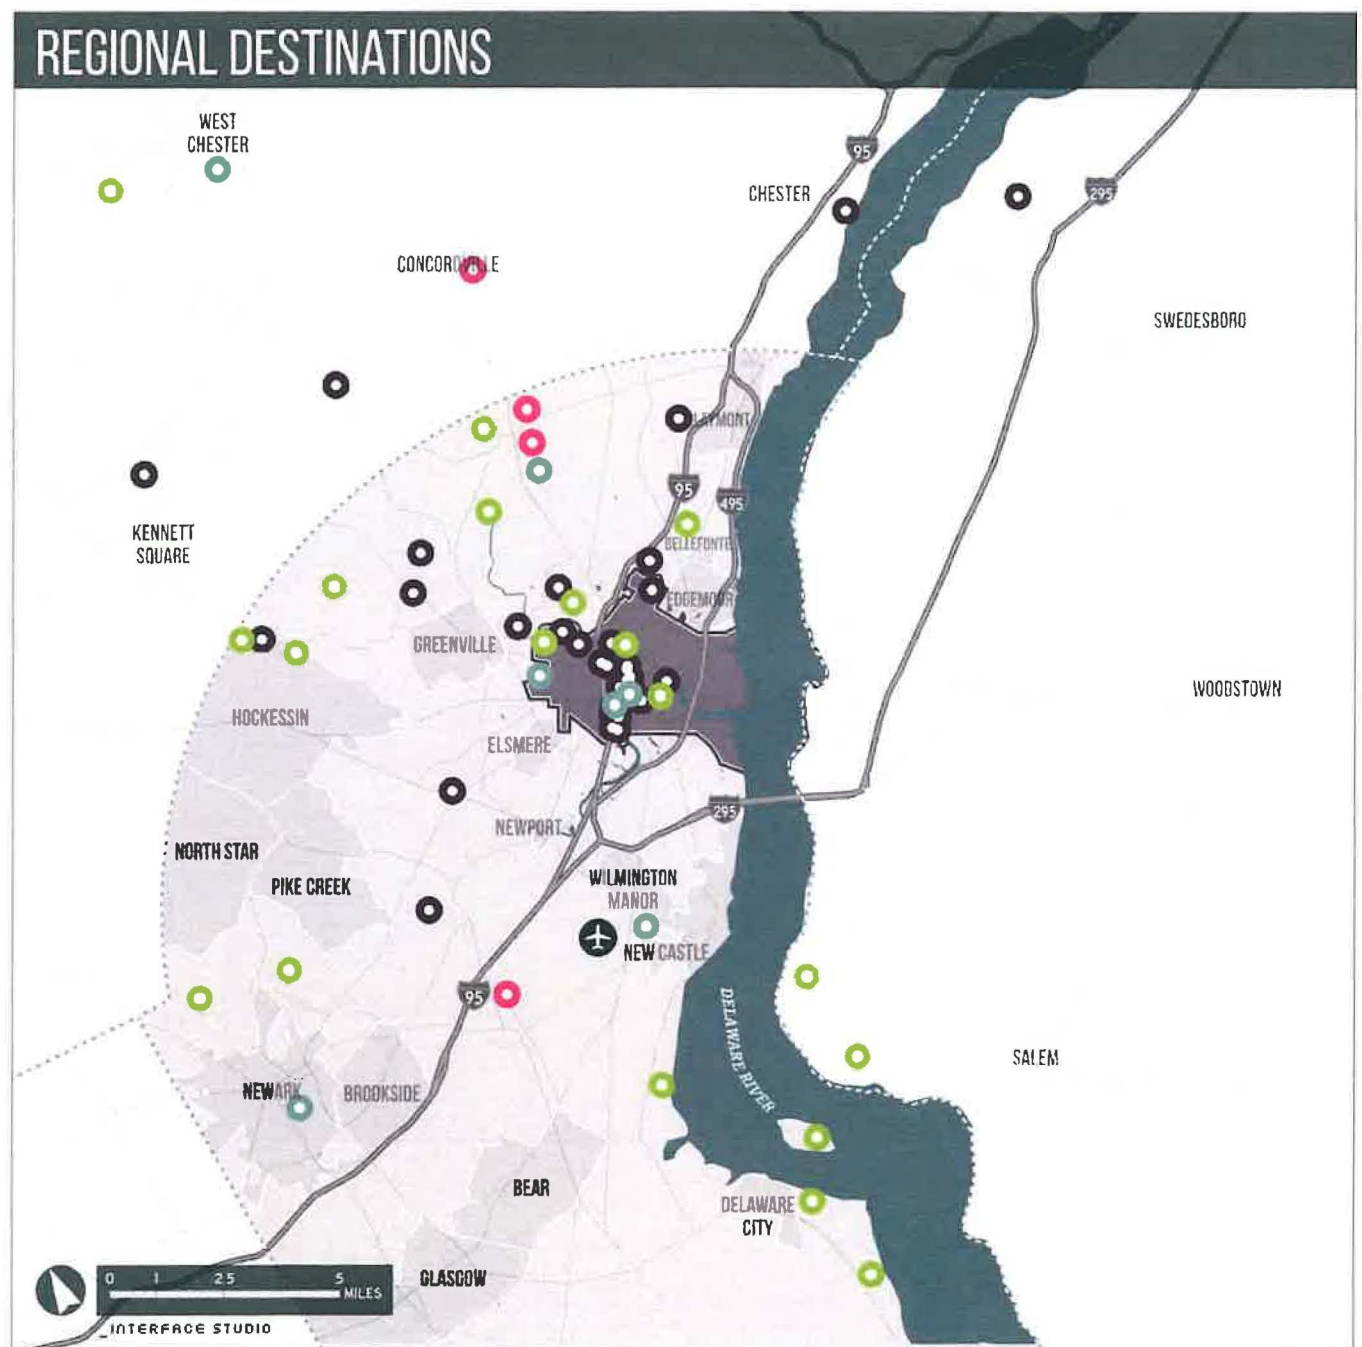 REGIONAL DESTINATIONS
WEST
CHESTER
95
CHESTER
295
CONCORDVILLE
SWEDESBORO
CLAYMONT
95
495
KENNETT
SQUARE
BELLEFONTE
EDGEMOOR
GREENVILLE
WOODSTOWN
HOCKESSIN
ELSMERE
295
NEWPORT
NORTH STAR
PIKE CREEK
WILMINGTON
MANOR
NEW CASTLE
95
DELAWARE RIVER
SALEM
NEWARK
BROOKSIDE
BEAR
DELAWARE
CITY
GLASGOW
0 1 2.5 5
MILES
_INTERFACE STUDIO